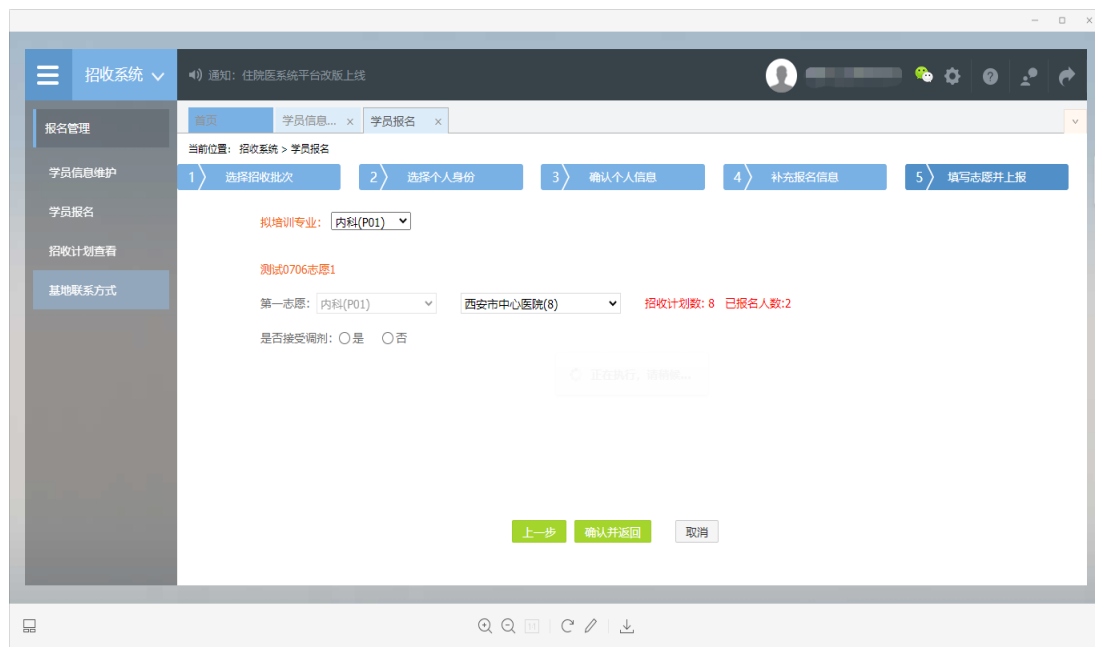 招收系统
通知：住院医系统平台改版上线
报名管理
学员信息维护
学员报名
招收计划查看
基地联系方式
首页 学员信息... × 学员报名 ×
当前位置： 招收系统 > 学员报名
1 选择招收批次 2 选择个人身份 3 确认个人信息 4 补充报名信息 5 填写志愿并上报
拟培训专业： 内科(P01)
测试0706志愿1
第一志愿： 内科(P01) 西安市中心医院(8) 招收计划数: 8 已报名人数:2
是否接受调剂： 是 否
上一步 确认并返回 取消
1:1